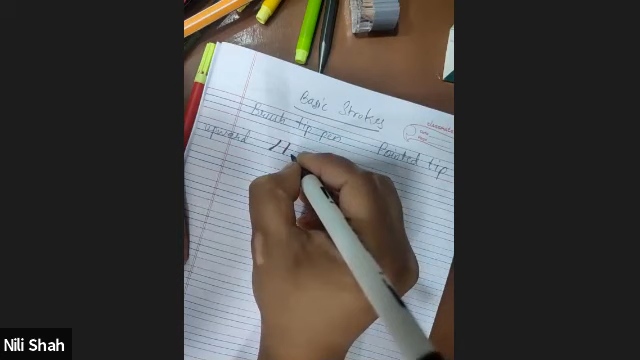 Basic Strokes
Brush tip pen
Pointed tip
upward
Nili Shah